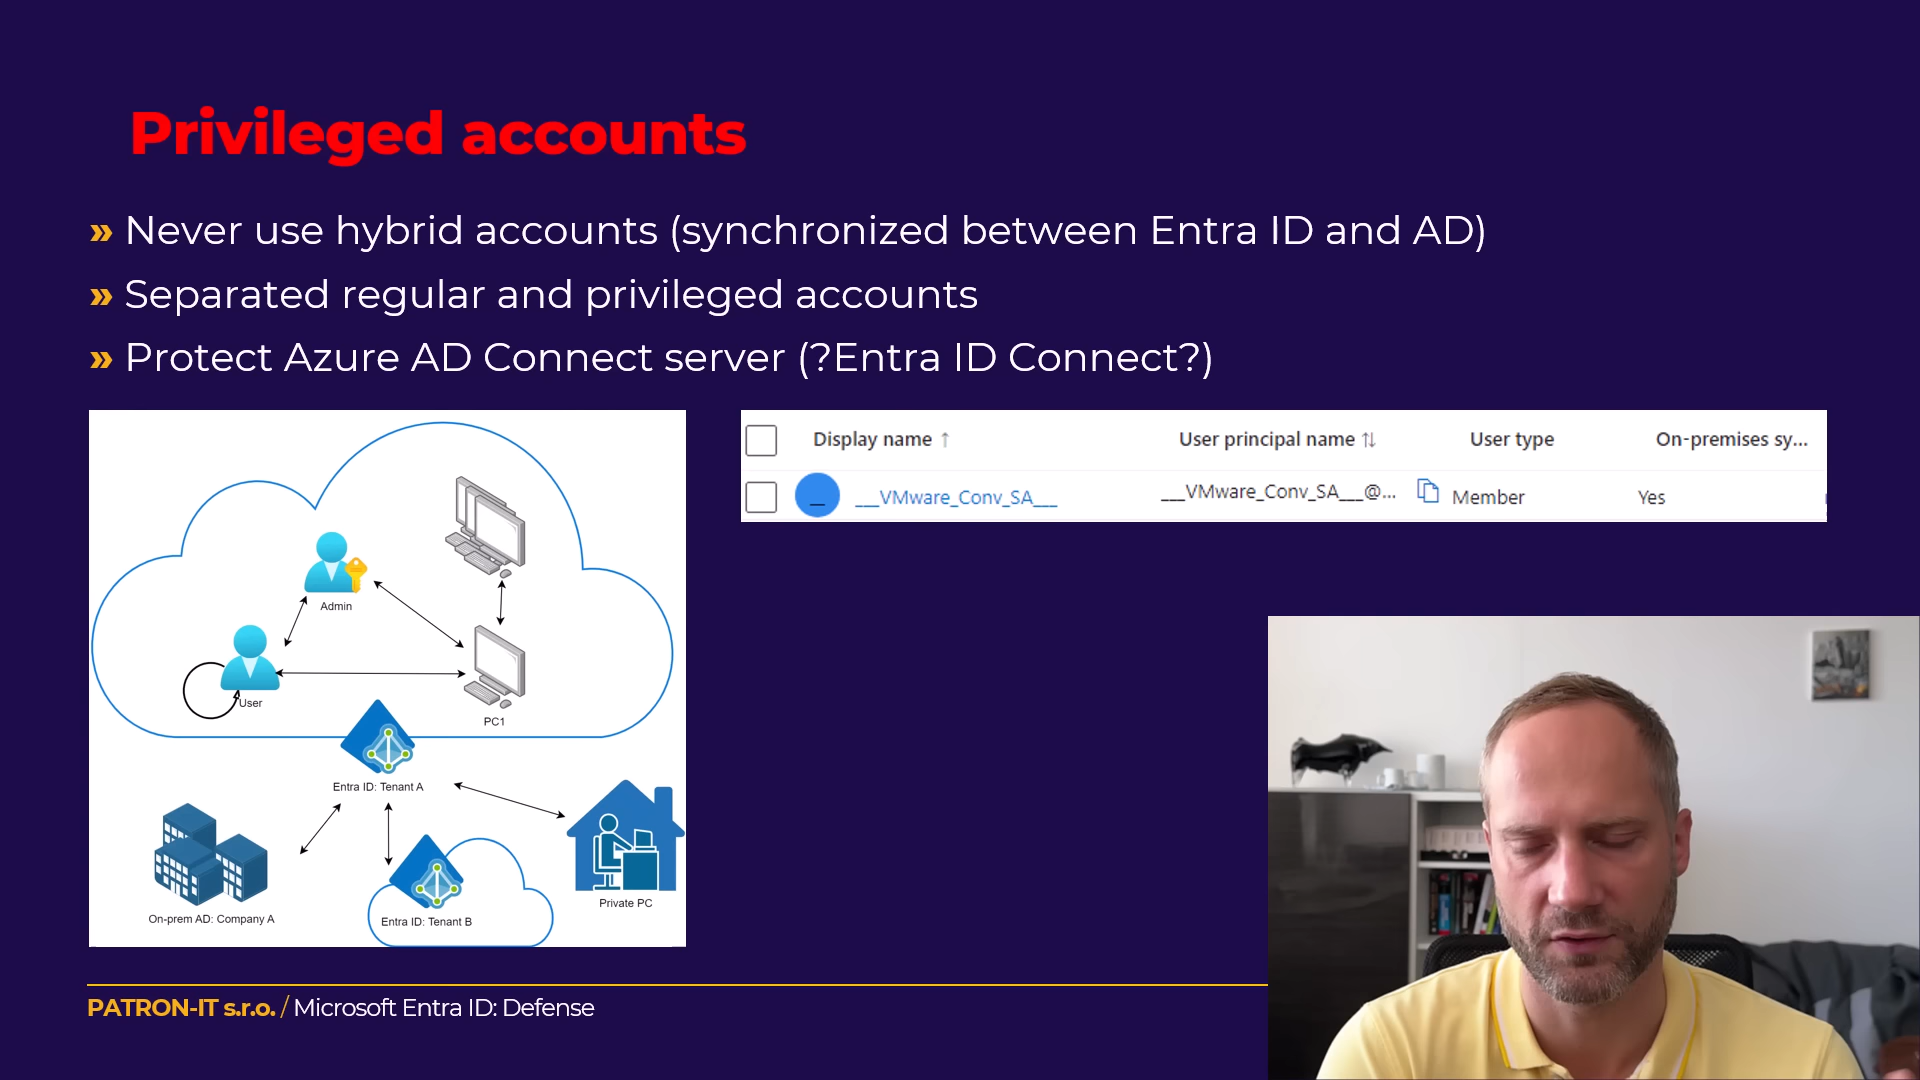 Privileged accounts
» Never use hybrid accounts (synchronized between Entra ID and AD)
» Separated regular and privileged accounts
» Protect Azure AD Connect server (?Entra ID Connect?)
Display name ↑ User principal name ↑↓ User type On-premises sy...
___VMware_Conv_SA___ ___VMware_Conv_SA___@... Member Yes
Admin
User
PC1
Entra ID: Tenant A
On-prem AD: Company A
Entra ID: Tenant B
Private PC
PATRON-IT s.r.o. / Microsoft Entra ID: Defense